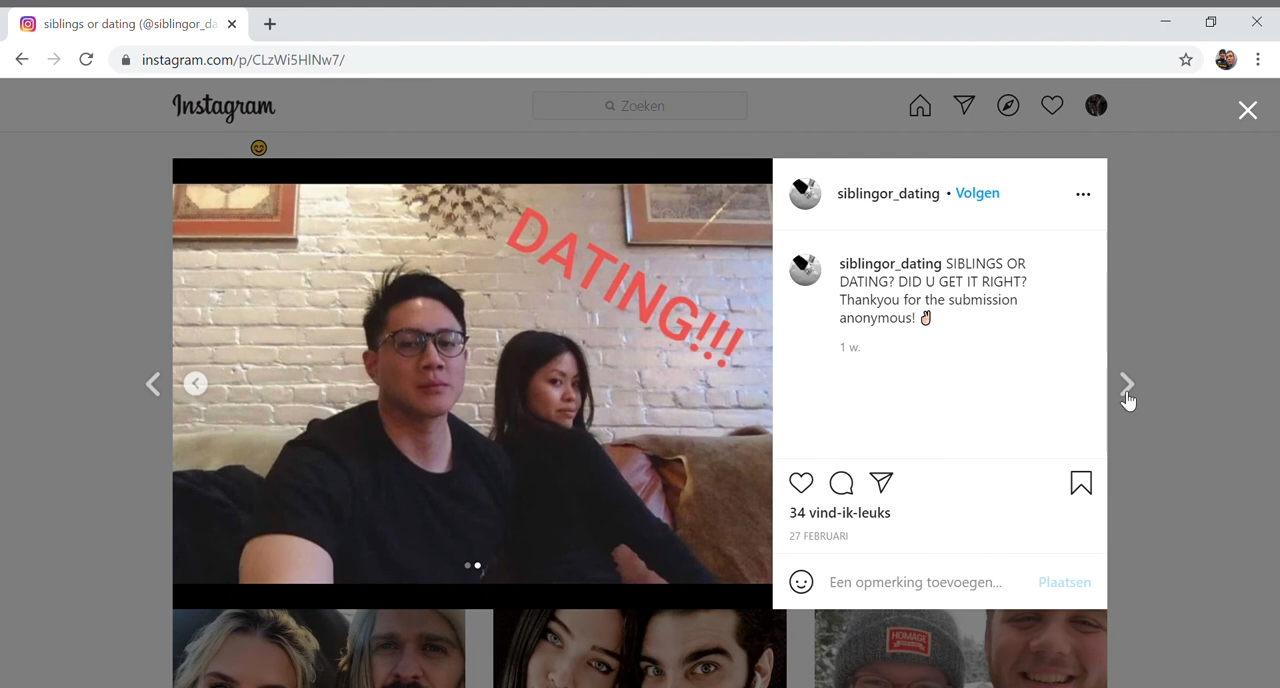 siblings or dating (@siblingor_da
instagram.com/p/CLzWi5HlNw7/
Instagram
Zoeken
siblingor_dating • Volgen
siblingor_dating SIBLINGS OR
DATING? DID U GET IT RIGHT?
Thankyou for the submission
anonymous! ✌🏻
1 w.
DATING!!!
34 vind-ik-leuks
27 FEBRUARI
Een opmerking toevoegen... Plaatsen
HOMAGE